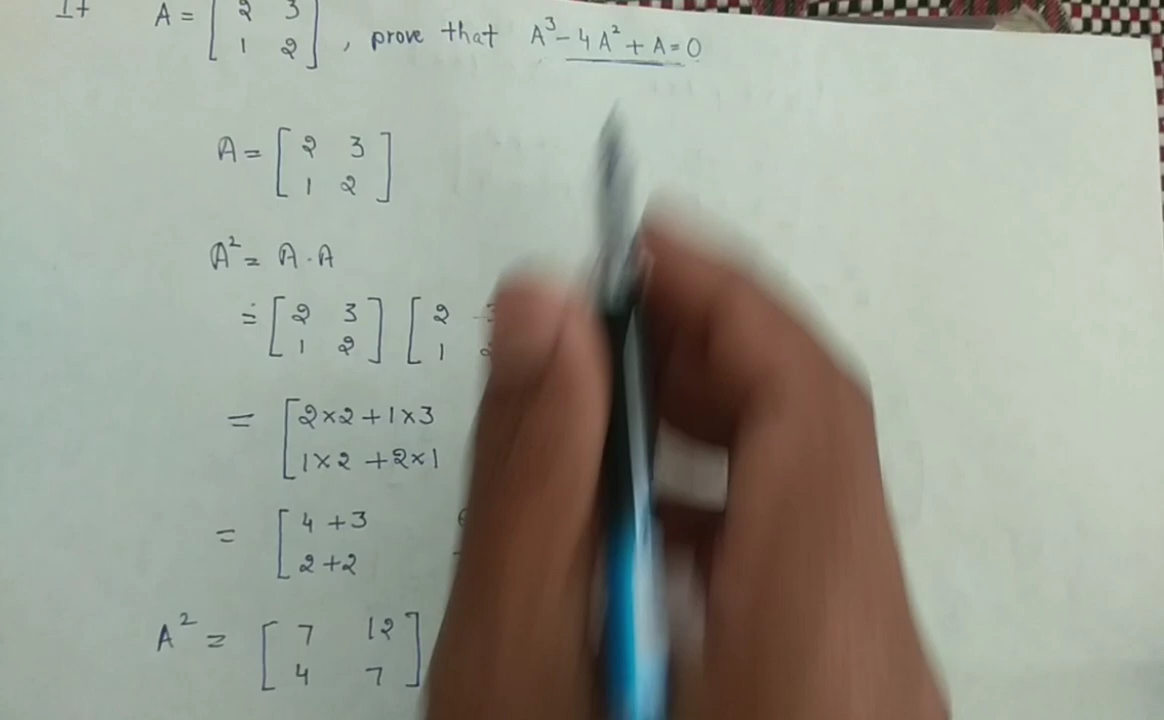 If A = [ 2 3
1 2 ] , prove that A³ - 4A² + A = 0
A = [ 2 3
1 2 ]
A² = A · A
= [ 2 3 ] [ 2 3
1 2 ] [ 1
= [ 2×2 + 1×3
1×2 + 2×1
= [ 4 + 3
2 + 2
A² = [ 7 12
4 7 ]